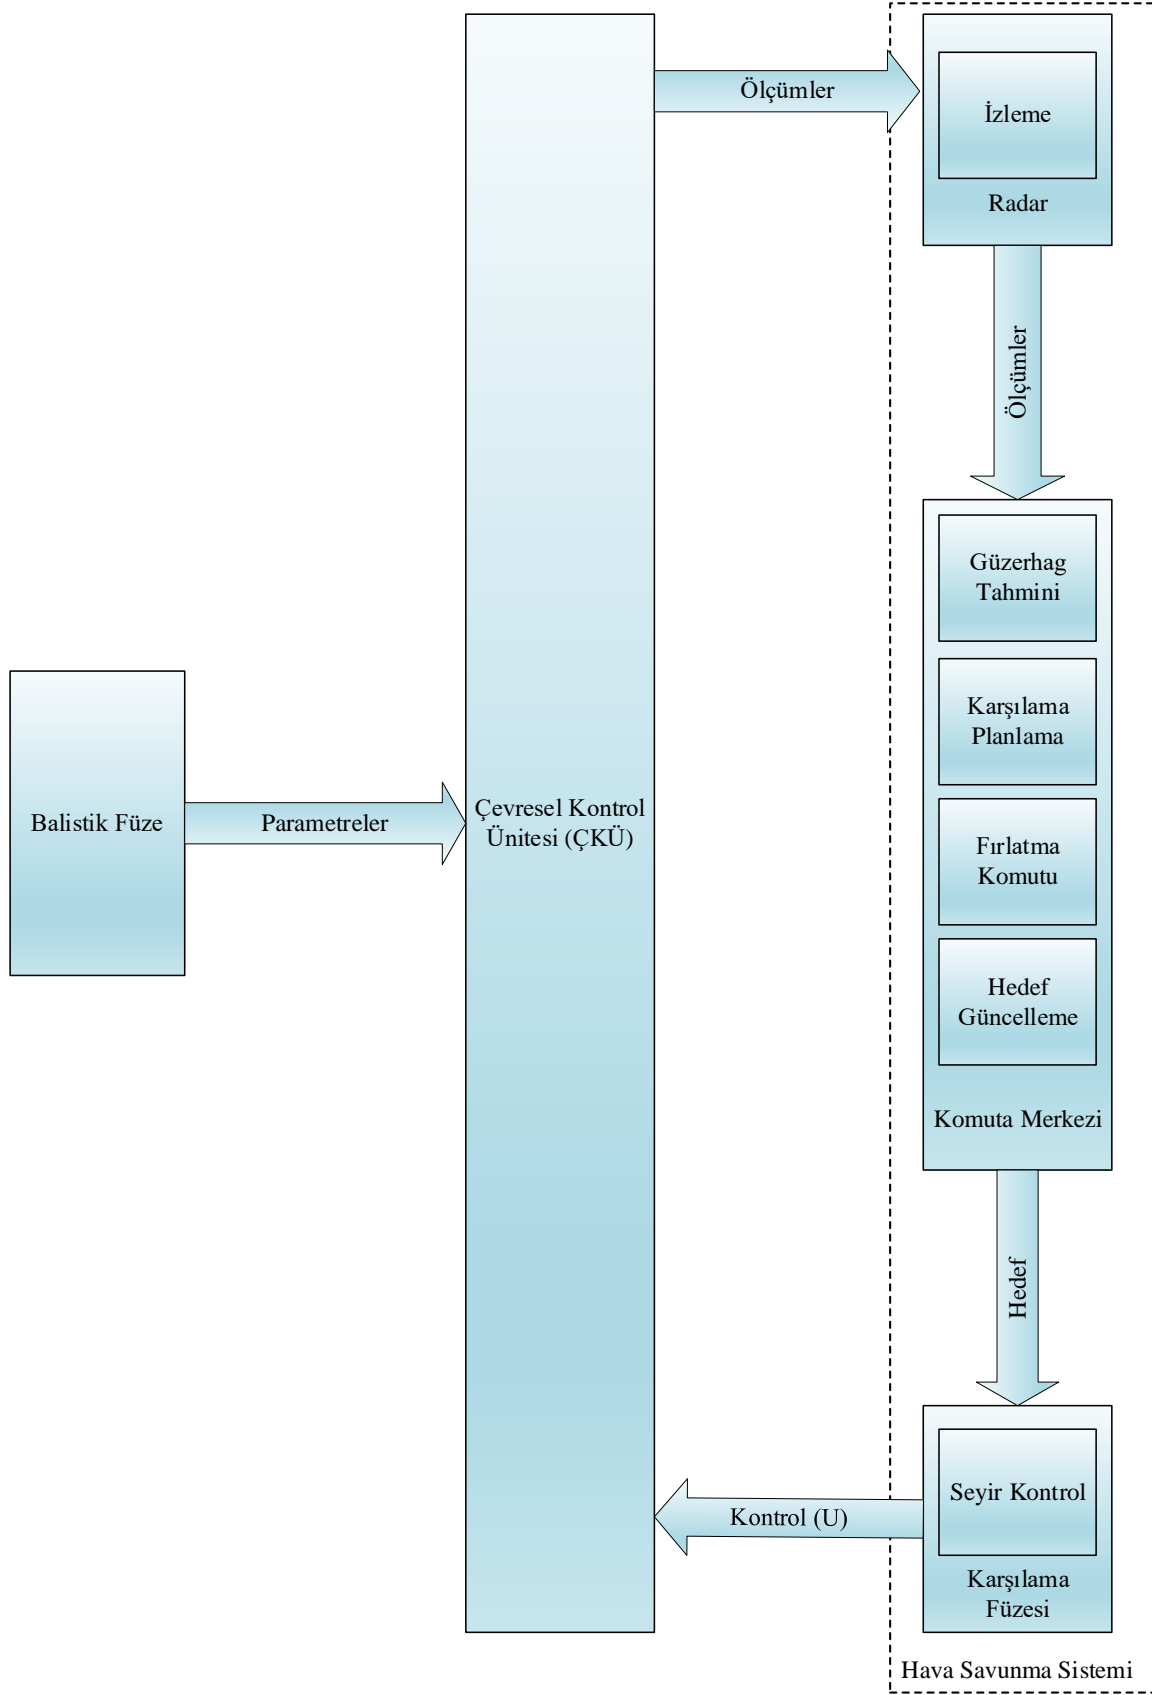 Ölçümler
İzleme
Radar
Ölçümler
Güzerhag
Tahmini
Karşılama
Planlama
Balistik Füze
Parametreler
Çevresel Kontrol
Ünitesi (ÇKÜ)
Fırlatma
Komutu
Hedef
Güncelleme
Komuta Merkezi
Hedef
Seyir Kontrol
Kontrol (U)
Karşılama
Füzesi
Hava Savunma Sistemi